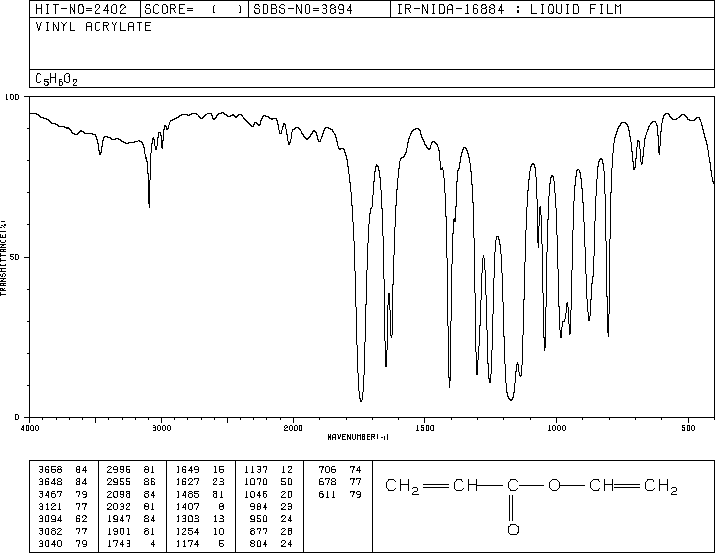 HIT-NO=2402 SCORE= ( ) SDBS-NO=3894 IR-NIDA-16884 : LIQUID FILM
VINYL ACRYLATE
C5H6O2
100
50
0
TRANSMITTANCE(%)
4000 3000 2000 1500 1000 500
WAVENUMBER(-1)
3668 84 2996 81 1649 15 1137 12 706 74
3648 84 2955 86 1627 23 1070 50 678 77
3467 79 2098 84 1485 81 1046 20 611 79
3121 77 2032 81 1407 8 984 23
3094 62 1947 84 1303 13 950 24
3082 77 1901 81 1254 10 877 28
3040 79 1743 4 1174 5 804 24
CH2 CH C O CH CH2
O